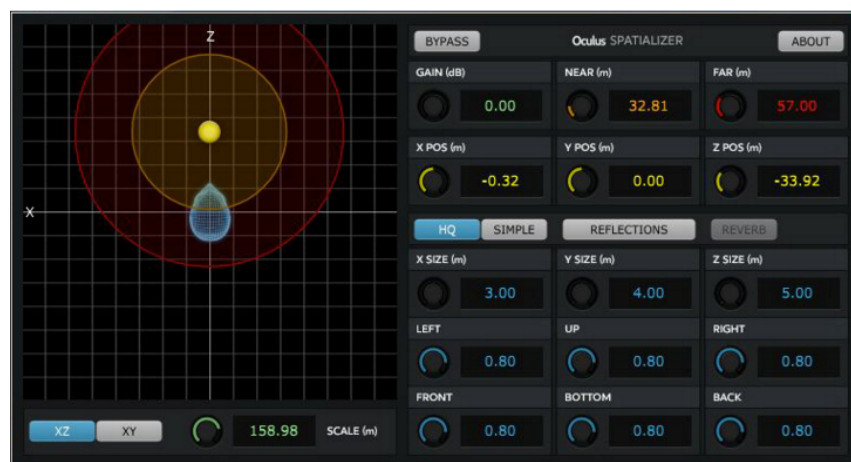 Z
X
XZ XY 158.98 SCALE (m)
BYPASS Oculus SPATIALIZER ABOUT
GAIN (dB) NEAR (m) FAR (m)
0.00 32.81 57.00
X POS (m) Y POS (m) Z POS (m)
-0.32 0.00 -33.92
HQ SIMPLE REFLECTIONS REVERB
X SIZE (m) Y SIZE (m) Z SIZE (m)
3.00 4.00 5.00
LEFT UP RIGHT
0.80 0.80 0.80
FRONT BOTTOM BACK
0.80 0.80 0.80